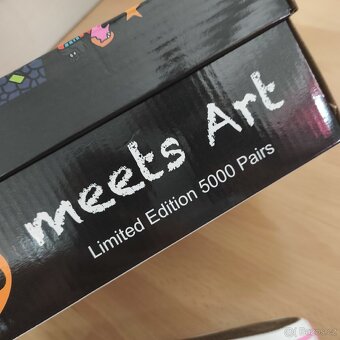 meets Art
Limited Edition 5000 Pairs